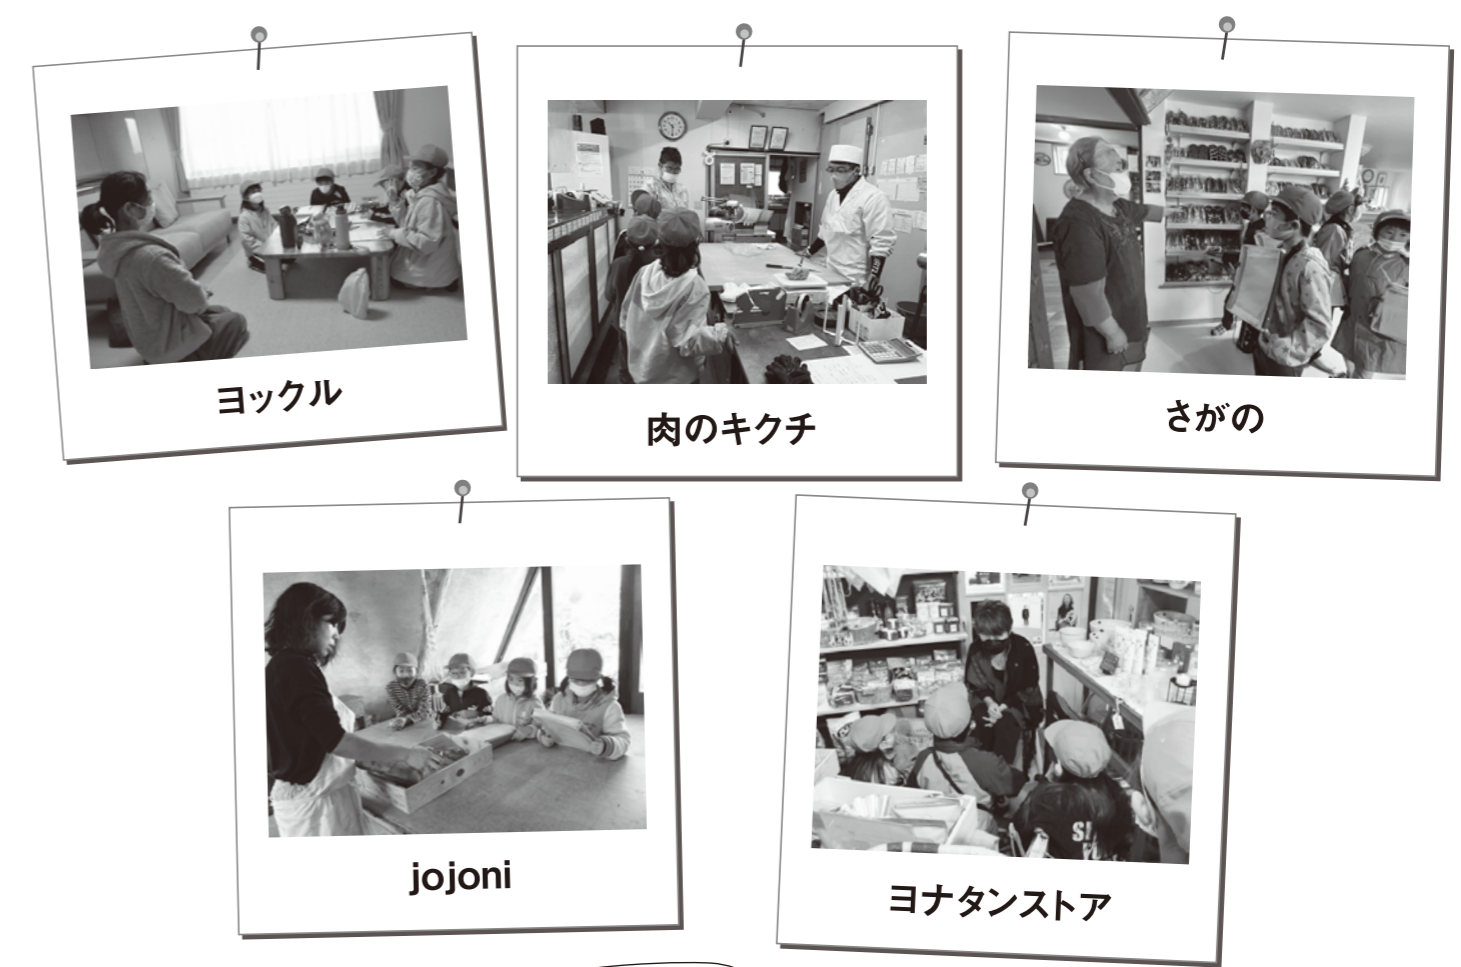 ヨックル
肉のキクチ
さがの
jojoni
ヨナタンストア